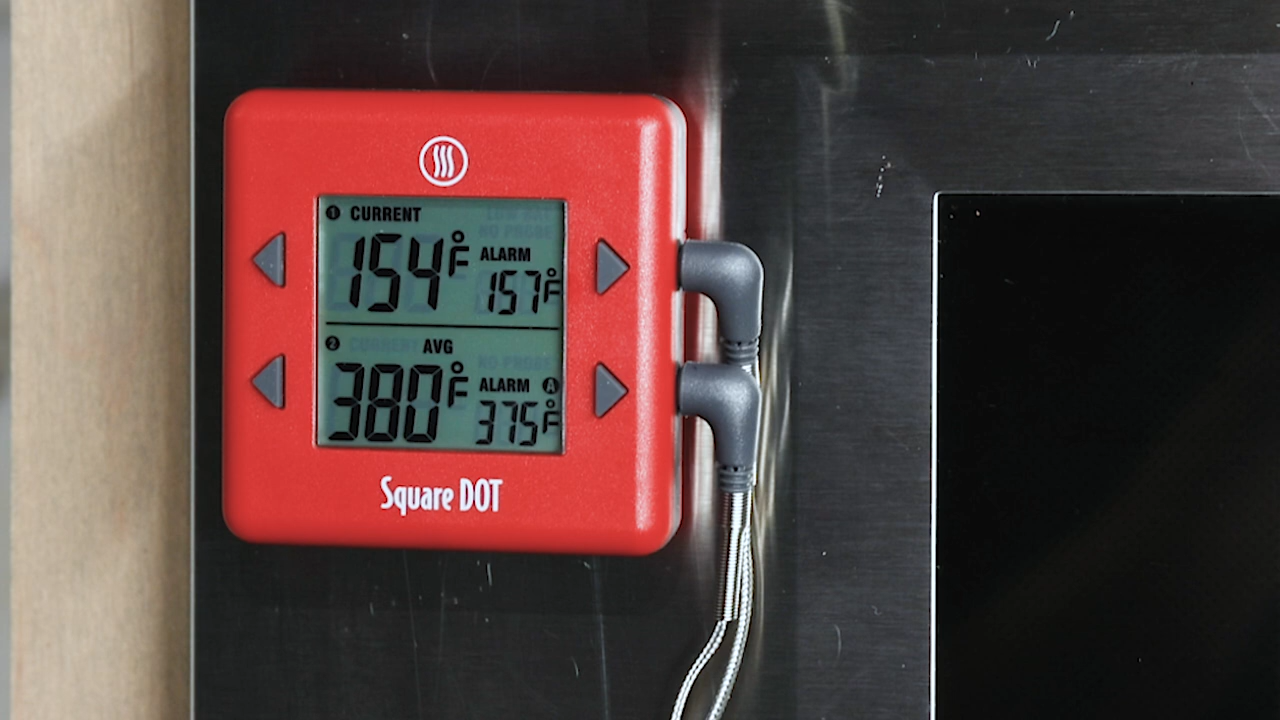 1 CURRENT
154°F ALARM
157°F
2 AVG
380°F ALARM A
375°F
Square DOT